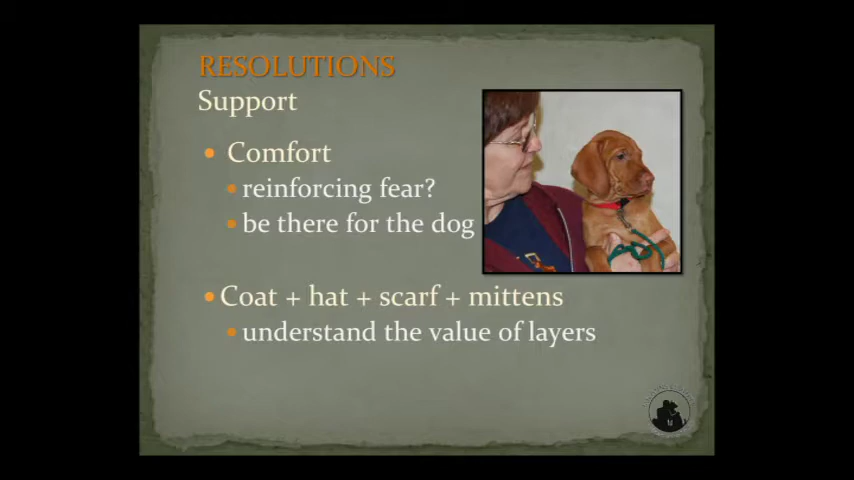 RESOLUTIONS
Support
• Comfort
• reinforcing fear?
• be there for the dog
• Coat + hat + scarf + mittens
• understand the value of layers